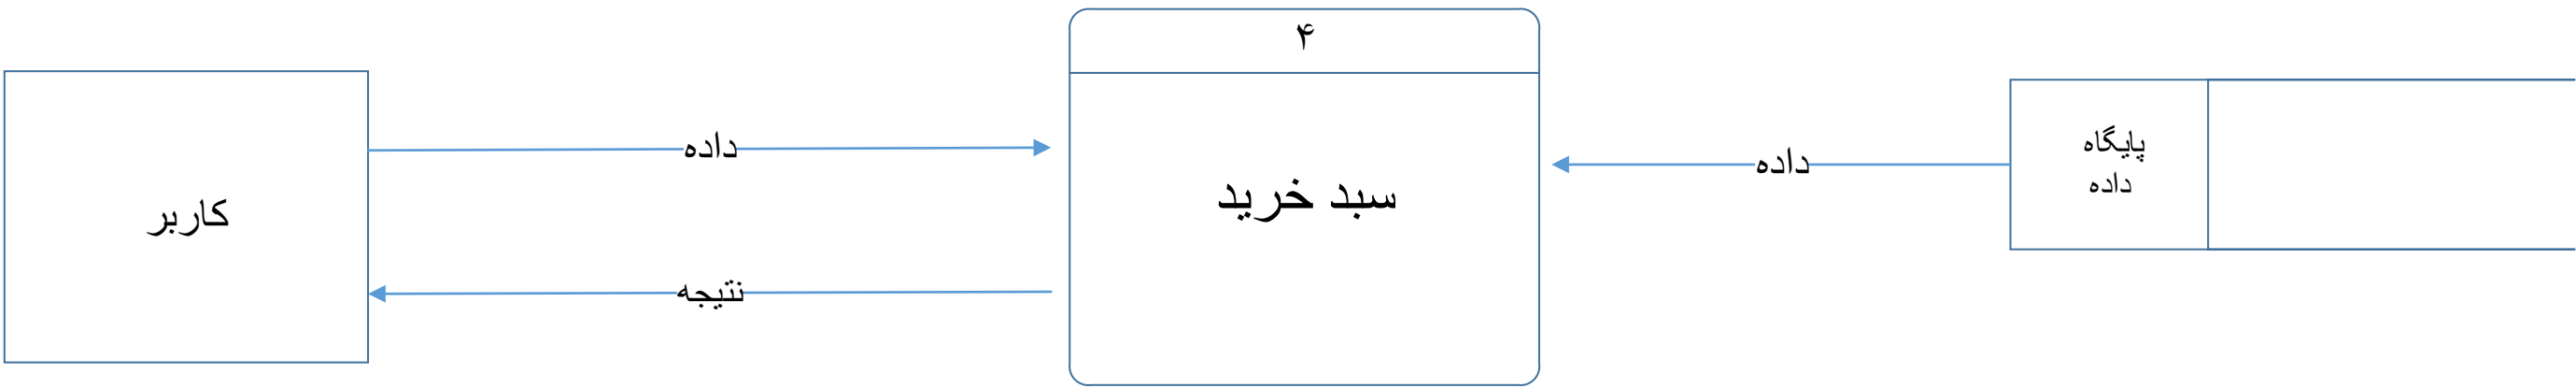 ۴
کاربر
داده
نتیجه
سبد خرید
داده
پایگاه
داده